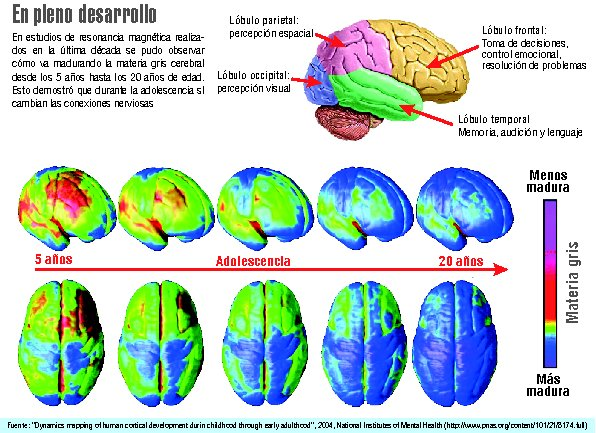 En pleno desarrollo
En estudios de resonancia magnética realiza-
dos en la última década se pudo observar
cómo va madurando la materia gris cerebral
desde los 5 años hasta los 20 años de edad.
Esto demostró que durante la adolescencia sí
cambian las conexiones nerviosas
Lóbulo parietal:
percepción espacial
Lóbulo occipital:
percepción visual
Lóbulo frontal:
Toma de decisiones,
control emocional,
resolución de problemas
Lóbulo temporal
Memoria, audición y lenguaje
5 años
Adolescencia
20 años
Menos
madura
Materia gris
Más
madura
Fuente: "Dynamics mapping of human cortical development durin childhood through early adulthood", 2004, National Institutes of Mental Health (http://www.pnas.org/content/101/21/8174.full)